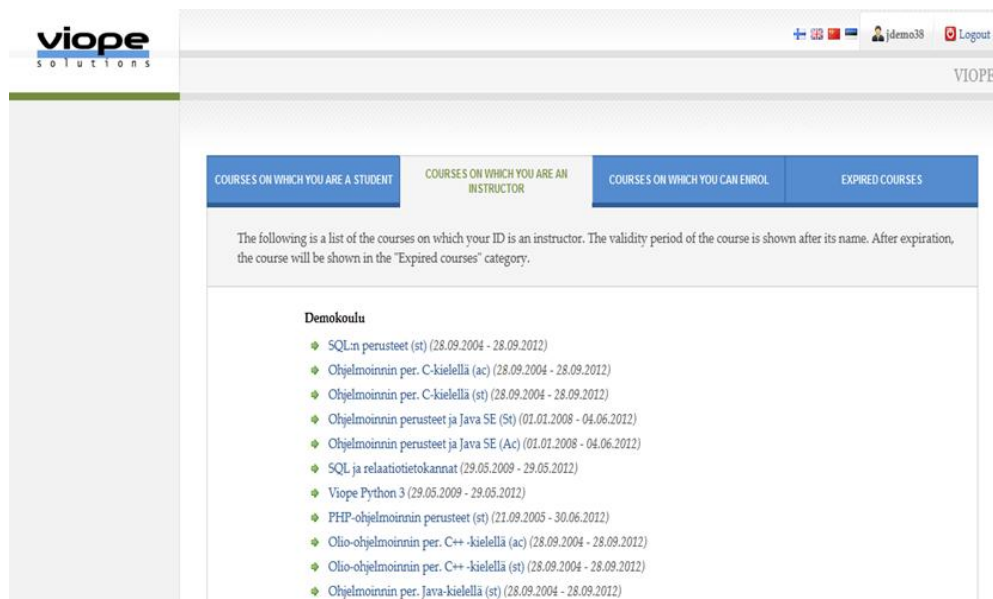 viope
solutions
jdemo38 Logout
VIOPE
COURSES ON WHICH YOU ARE A STUDENT
COURSES ON WHICH YOU ARE AN
INSTRUCTOR
COURSES ON WHICH YOU CAN ENROL
EXPIRED COURSES
The following is a list of the courses on which your ID is an instructor. The validity period of the course is shown after its name. After expiration,
the course will be shown in the "Expired courses" category.
Demokoulu
SQL:n perusteet (st) (28.09.2004 - 28.09.2012)
Ohjelmoinnin per. C-kielellä (ac) (28.09.2004 - 28.09.2012)
Ohjelmoinnin per. C-kielellä (st) (28.09.2004 - 28.09.2012)
Ohjelmoinnin perusteet ja Java SE (St) (01.01.2008 - 04.06.2012)
Ohjelmoinnin perusteet ja Java SE (Ac) (01.01.2008 - 04.06.2012)
SQL ja relaatiotietokannat (29.05.2009 - 29.05.2012)
Viope Python 3 (29.05.2009 - 29.05.2012)
PHP-ohjelmoinnin perusteet (st) (21.09.2005 - 30.06.2012)
Olio-ohjelmoinnin per. C++ -kielellä (ac) (28.09.2004 - 28.09.2012)
Olio-ohjelmoinnin per. C++ -kielellä (st) (28.09.2004 - 28.09.2012)
Ohjelmoinnin per. Java-kielellä (st) (28.09.2004 - 28.09.2012)